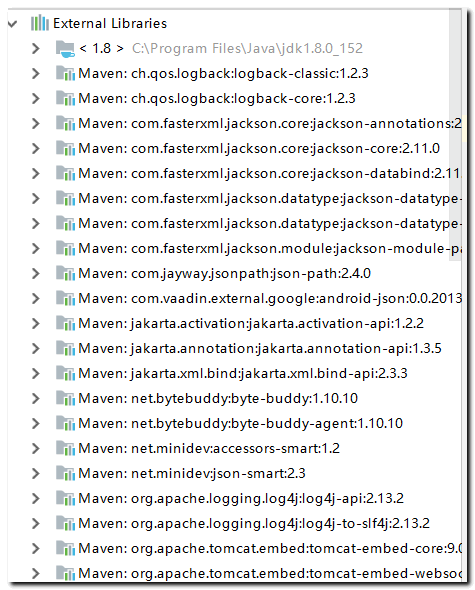 External Libraries
< 1.8 > C:\Program Files\Java\jdk1.8.0_152
Maven: ch.qos.logback:logback-classic:1.2.3
Maven: ch.qos.logback:logback-core:1.2.3
Maven: com.fasterxml.jackson.core:jackson-annotations:2
Maven: com.fasterxml.jackson.core:jackson-core:2.11.0
Maven: com.fasterxml.jackson.core:jackson-databind:2.11.
Maven: com.fasterxml.jackson.datatype:jackson-datatype-
Maven: com.fasterxml.jackson.datatype:jackson-datatype-
Maven: com.fasterxml.jackson.module:jackson-module-pa
Maven: com.jayway.jsonpath:json-path:2.4.0
Maven: com.vaadin.external.google:android-json:0.0.2013
Maven: jakarta.activation:jakarta.activation-api:1.2.2
Maven: jakarta.annotation:jakarta.annotation-api:1.3.5
Maven: jakarta.xml.bind:jakarta.xml.bind-api:2.3.3
Maven: net.bytebuddy:byte-buddy:1.10.10
Maven: net.bytebuddy:byte-buddy-agent:1.10.10
Maven: net.minidev:accessors-smart:1.2
Maven: net.minidev:json-smart:2.3
Maven: org.apache.logging.log4j:log4j-api:2.13.2
Maven: org.apache.logging.log4j:log4j-to-slf4j:2.13.2
Maven: org.apache.tomcat.embed:tomcat-embed-core:9.0
Maven: org.apache.tomcat.embed:tomcat-embed-websoc